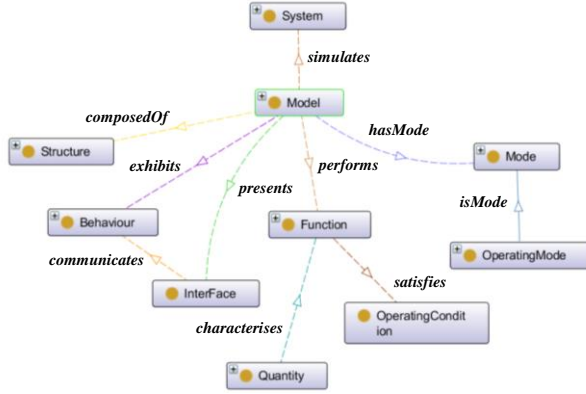 System
simulates
Model
composedOf
hasMode
Structure
exhibits
performs
Mode
presents
isMode
Behaviour
Function
communicates
OperatingMode
satisfies
InterFace
characterises
OperatingCondit
ion
Quantity